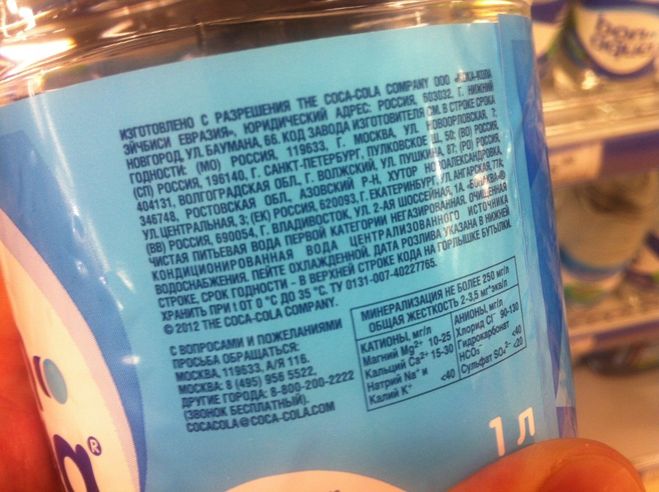 ИЗГОТОВЛЕНО С РАЗРЕШЕНИЯ THE COCA-COLA COMPANY ООО «КОКА-КОЛА
ЭЙЧБИСИ ЕВРАЗИЯ», ЮРИДИЧЕСКИЙ АДРЕС: РОССИЯ, 603032, Г. НИЖНИЙ
НОВГОРОД, УЛ. БАУМАНА, 66. КОД ЗАВОДА ИЗГОТОВИТЕЛЯ СМ. В СТРОКЕ СРОКА
ГОДНОСТИ: (МО) РОССИЯ, 119633, Г. МОСКВА, УЛ. НОВООРЛОВСКАЯ, 7;
(СП) РОССИЯ, 196140, Г. САНКТ-ПЕТЕРБУРГ, ПУЛКОВСКОЕ Ш., 50; (ВО) РОССИЯ,
404131, ВОЛГОГРАДСКАЯ ОБЛ., Г. ВОЛЖСКИЙ, УЛ. ПУШКИНА, 87; (РО) РОССИЯ,
346748, РОСТОВСКАЯ ОБЛ., АЗОВСКИЙ Р-Н, ХУТОР НОВОАЛЕКСАНДРОВКА,
УЛ. ЦЕНТРАЛЬНАЯ, 3; (ЕК) РОССИЯ, 620093, Г. ЕКАТЕРИНБУРГ, УЛ. АНГАРСКАЯ,
(ВВ) РОССИЯ, 690054, Г. ВЛАДИВОСТОК, УЛ. 2-АЯ ШОССЕЙНАЯ, 1А.
ЧИСТАЯ ПИТЬЕВАЯ ВОДА ПЕРВОЙ КАТЕГОРИИ НЕГАЗИРОВАННАЯ. ОЧИЩЕННАЯ
КОНДИЦИОНИРОВАННАЯ ВОДА ЦЕНТРАЛИЗОВАННОГО ИСТОЧНИКА
ВОДОСНАБЖЕНИЯ. ПЕЙТЕ ОХЛАЖДЕННОЙ. ДАТА РОЗЛИВА УКАЗАНА В НИЖНЕЙ
СТРОКЕ, СРОК ГОДНОСТИ - В ВЕРХНЕЙ СТРОКЕ КОДА НА ГОРЛЫШКЕ БУТЫЛКИ.
ХРАНИТЬ ПРИ t ОТ 0 °C ДО 35 °C. ТУ 0131-007-40227765.
© 2012 THE COCA-COLA COMPANY.
С ВОПРОСАМИ И ПОЖЕЛАНИЯМИ
ПРОСЬБА ОБРАЩАТЬСЯ:
МОСКВА, 119633, А/Я 116.
МОСКВА: 8 (495) 956 5522,
ДРУГИЕ ГОРОДА: 8-800-200-2222
(ЗВОНОК БЕСПЛАТНЫЙ).
COCACOLA@COCA-COLA.COM
МИНЕРАЛИЗАЦИЯ НЕ БОЛЕЕ 250 мг/л
ОБЩАЯ ЖЕСТКОСТЬ 2-3,5 мг-экв/л
КАТИОНЫ, мг/л
Магний Mg2+ 10-25
Кальций Ca2+ 15-30
Натрий Na+ и
Калий K+ <40
АНИОНЫ, мг/л
Хлорид Cl- 90-130
Гидрокарбонат
HCO3- <40
Сульфат SO42- <20
1 Л
bon
aqua